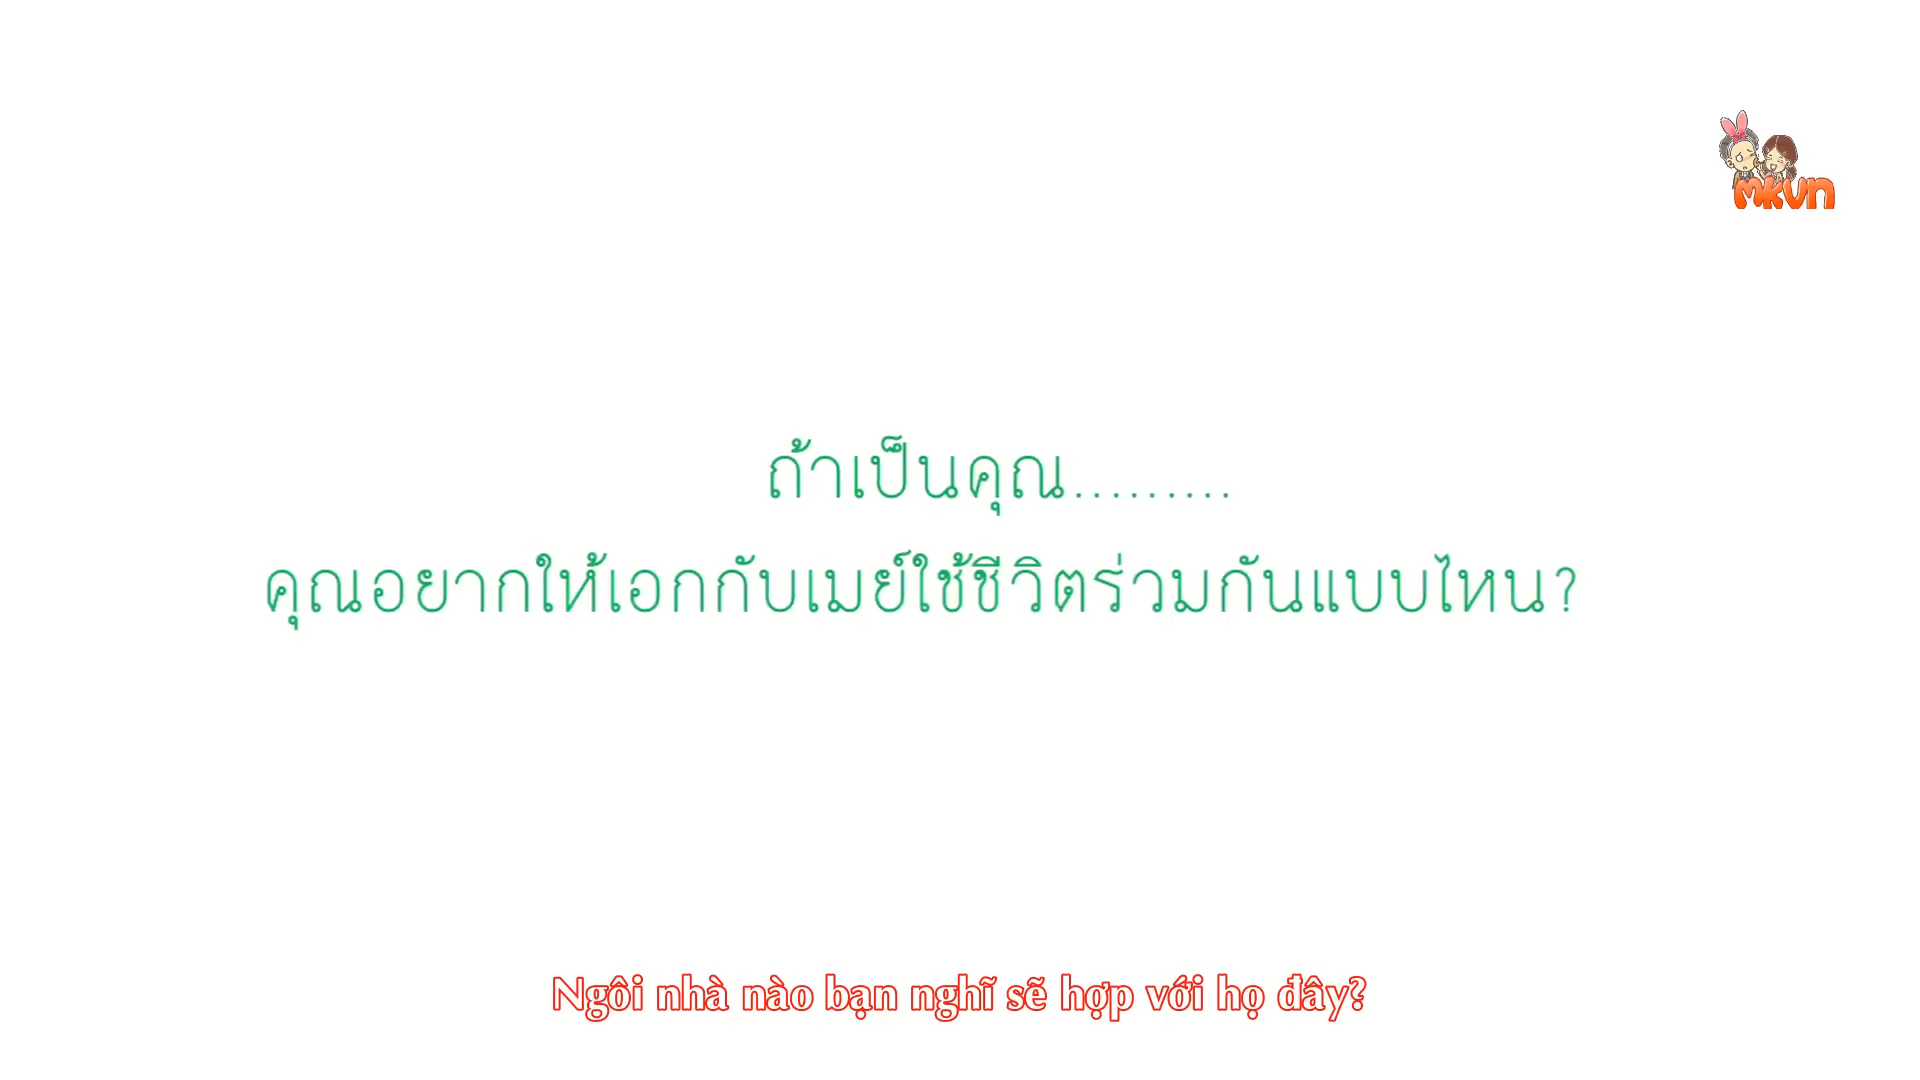 mkvn
ถ้าเป็นคุณ.........
คุณอยากให้เอกกับเมย์ใช้ชีวิตร่วมกันแบบไหน?
Ngôi nhà nào bạn nghĩ sẽ hợp với họ đây?